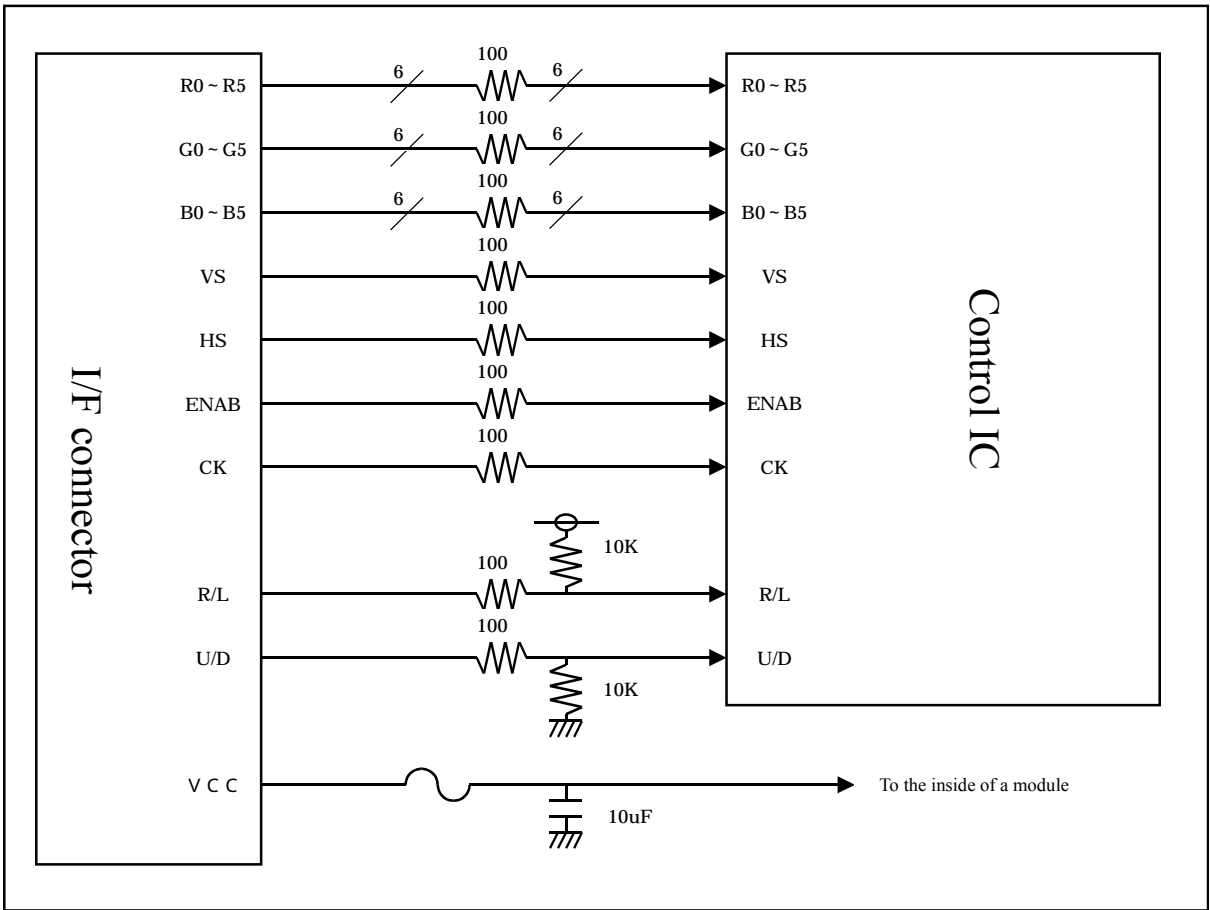 100
R0 ~ R5 6 6 R0 ~ R5
100
G0 ~ G5 6 6 G0 ~ G5
100
B0 ~ B5 6 6 B0 ~ B5
100
VS VS
100
HS HS
100
ENAB ENAB
100
CK CK
I/F connector
Control IC
10K
100
R/L R/L
100
U/D U/D
10K
VCC To the inside of a module
10uF